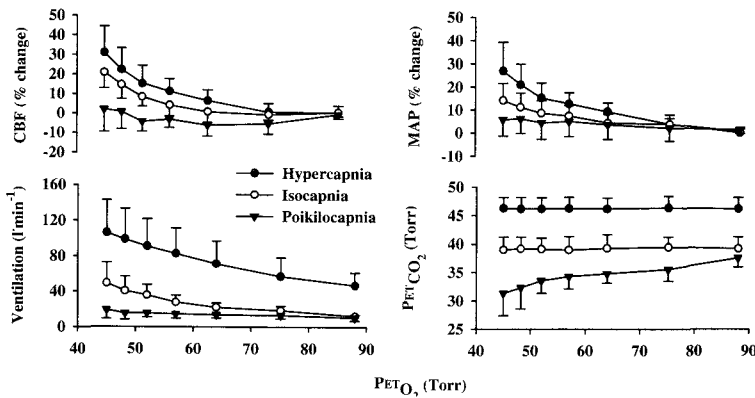 CBF (% change)
50
40
30
20
10
0
-10
-20
MAP (% change)
50
40
30
20
10
0
-10
Ventilation (l·min-1)
160
120
80
40
0
Hypercapnia
Isocapnia
Poikilocapnia
40 50 60 70 80 90
PETCO2 (Torr)
50
45
40
35
30
25
40 50 60 70 80 90
PETO2 (Torr)